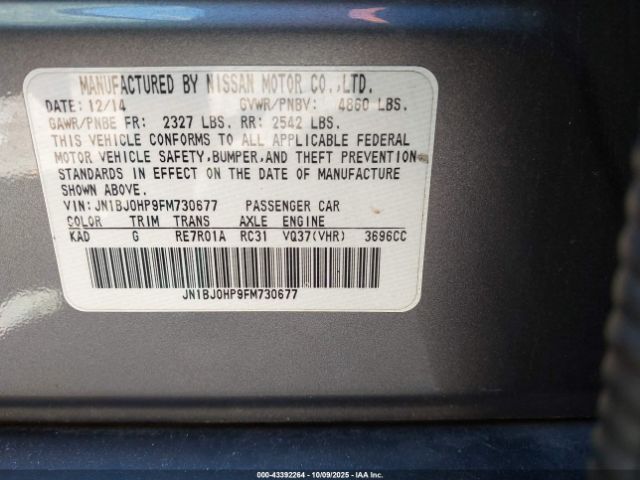 MANUFACTURED BY NISSAN MOTOR CO.,LTD.
DATE: 12/14 GVWR/PNBV: 4860 LBS.
GAWR/PNBE FR: 2327 LBS. RR: 2542 LBS.
THIS VEHICLE CONFORMS TO ALL APPLICABLE FEDERAL
MOTOR VEHICLE SAFETY,BUMPER,AND THEFT PREVENTION
STANDARDS IN EFFECT ON THE DATE OF MANUFACTURE
SHOWN ABOVE.
VIN: JN1BJ0HP9FM730677 PASSENGER CAR
COLOR TRIM TRANS AXLE ENGINE
KAD G RE7R01A RC31 VQ37(VHR) 3696CC
JN1BJ0HP9FM730677
000-43392264 - 10/09/2025 - Copyright © IAA